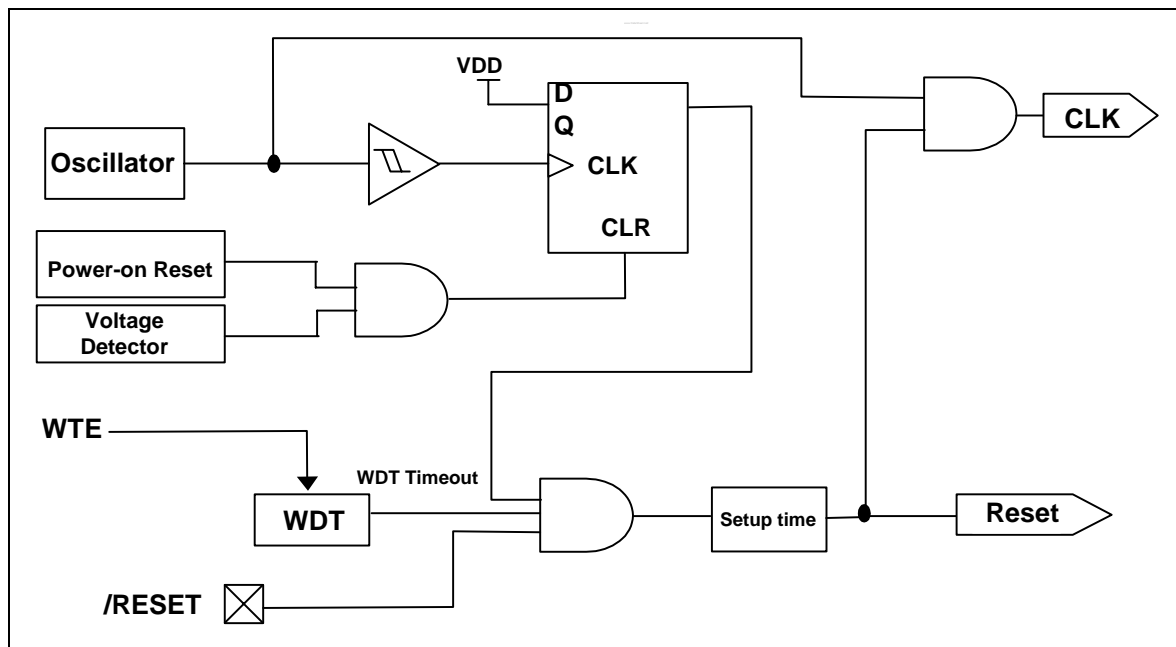 VDD
D
Q
CLK
CLR
CLK
Oscillator
Power-on Reset
Voltage
Detector
WTE
WDT Timeout
WDT
Setup time
Reset
/RESET